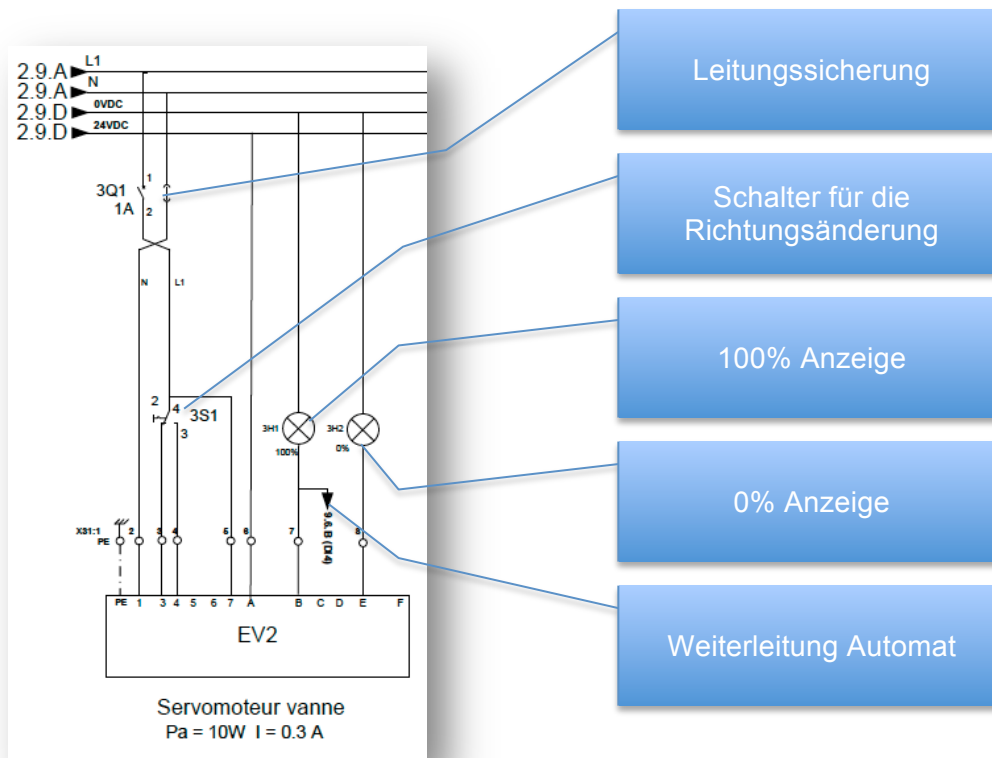 2.9.A L1
2.9.A N
2.9.D 0VDC
2.9.D 24VDC
3Q1 1
1A 2
N L1
2 4 3S1
3
3H1 3H2
100% 0%
9.6.B (DI4)
X31:1 2 3 4 5 6 7 8
PE
PE 1 3 4 5 6 7 A B C D E F
EV2
Servomoteur vanne
Pa = 10W I = 0.3 A
Leitungssicherung
Schalter für die
Richtungsänderung
100% Anzeige
0% Anzeige
Weiterleitung Automat